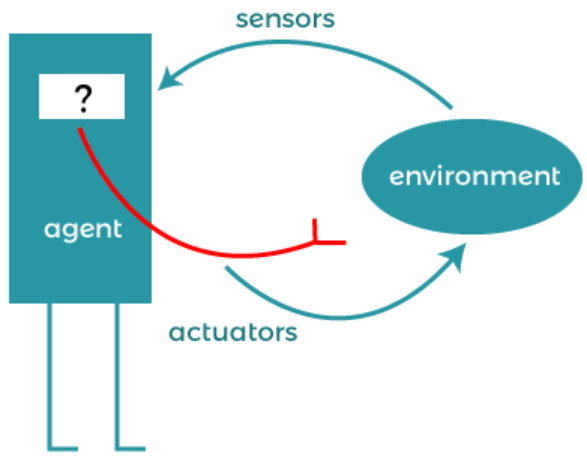 sensors
?
environment
agent
actuators